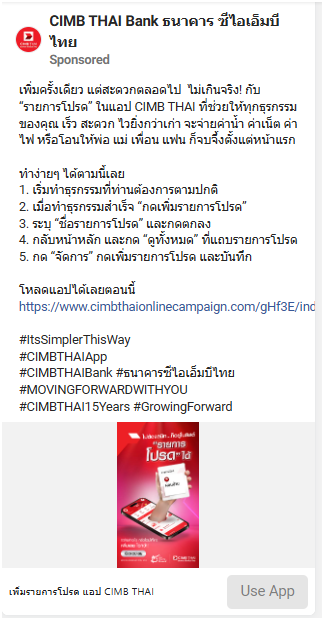 CIMB THAI Bank ธนาคาร ซีไอเอ็มบี
ไทย
Sponsored
เพิ่มครั้งเดียว แต่สะดวกตลอดไป ไม่เกินจริง! กับ
“รายการโปรด” ในแอป CIMB THAI ที่ช่วยให้ทุกธุรกรรม
ของคุณ เร็ว สะดวก ไวยิ่งกว่าเก่า จะจ่ายค่าน้ำ ค่าเน็ต ค่า
ไฟ หรือโอนให้พ่อ แม่ เพื่อน แฟน ก็จบจึ้งตั้งแต่หน้าแรก
ทำง่ายๆ ได้ตามนี้เลย
1. เริ่มทำธุรกรรมที่ท่านต้องการตามปกติ
2. เมื่อทำธุรกรรมสำเร็จ “กดเพิ่มรายการโปรด”
3. ระบุ “ชื่อรายการโปรด” และกดตกลง
4. กลับหน้าหลัก และกด “ดูทั้งหมด” ที่แถบรายการโปรด
5. กด “จัดการ” กดเพิ่มรายการโปรด และบันทึก
โหลดแอปได้เลยตอนนี้
https://www.cimbthaionlinecampaign.com/gHf3E/ind
#ItsSimplerThisWay
#CIMBTHAIApp
#CIMBTHAIBank #ธนาคารซีไอเอ็มบีไทย
#MOVINGFORWARDWITHYOU
#CIMBTHAI15Years #GrowingForward
“รายการ
โปรด” ได้
CIMB THAI
เพิ่มรายการโปรด แอป CIMB THAI
Use App